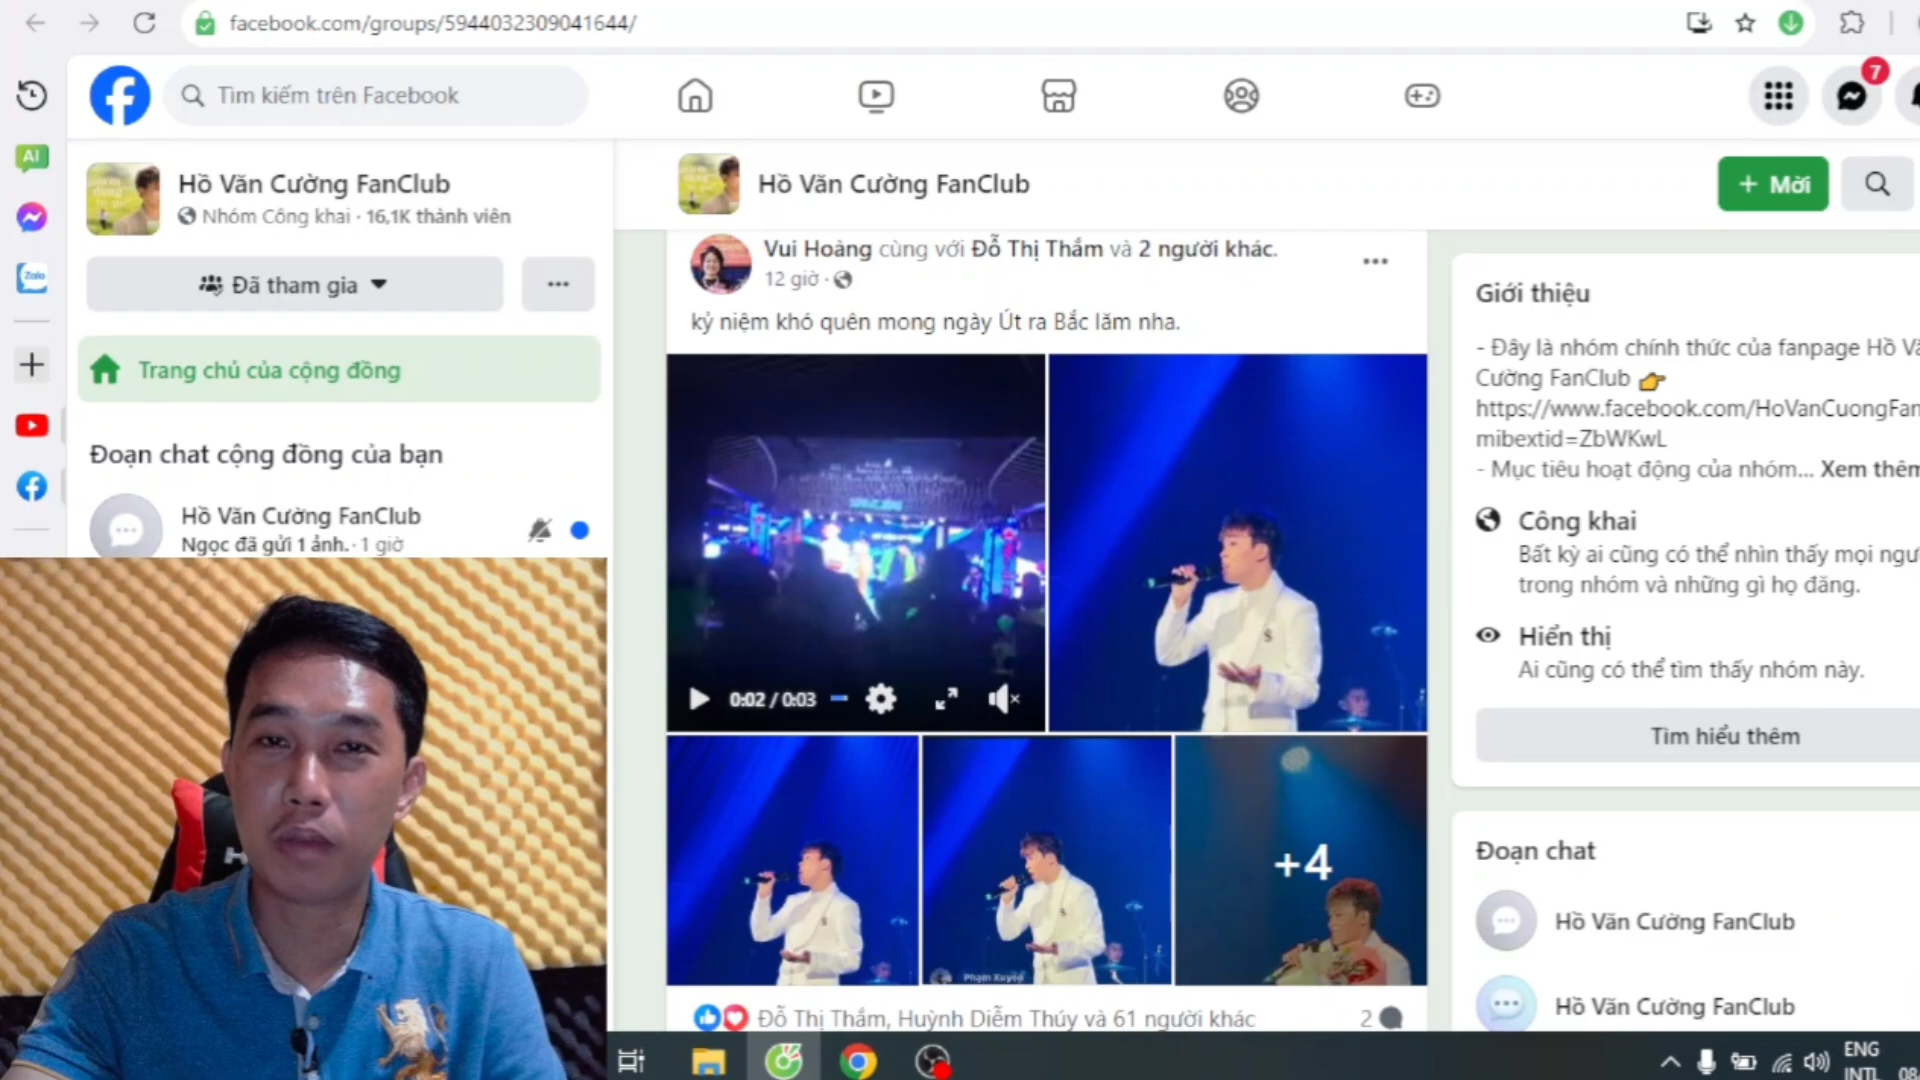 facebook.com/groups/5944032309041644/
Tìm kiếm trên Facebook
7
AI
Zalo
Hồ Văn Cường FanClub
Nhóm Công khai · 16,1K thành viên
Đã tham gia
Trang chủ của cộng đồng
Đoạn chat cộng đồng của bạn
Hồ Văn Cường FanClub
Ngọc đã gửi 1 ảnh. · 1 giờ
Hồ Văn Cường FanClub
+ Mời
Vui Hoàng cùng với Đỗ Thị Thắm và 2 người khác.
12 giờ ·
kỷ niệm khó quên mong ngày Út ra Bắc lăm nha.
0:02 / 0:03
+4
Phạm Xuyến
Đỗ Thị Thắm, Huỳnh Diễm Thúy và 61 người khác
2
Giới thiệu
- Đây là nhóm chính thức của fanpage Hồ Vă
Cường FanClub 👉
https://www.facebook.com/HoVanCuongFan
mibextid=ZbWKwL
- Mục tiêu hoạt động của nhóm... Xem thêm
Công khai
Bất kỳ ai cũng có thể nhìn thấy mọi ngư
trong nhóm và những gì họ đăng.
Hiển thị
Ai cũng có thể tìm thấy nhóm này.
Tìm hiểu thêm
Đoạn chat
Hồ Văn Cường FanClub
Hồ Văn Cường FanClub
ENG
INTL
08